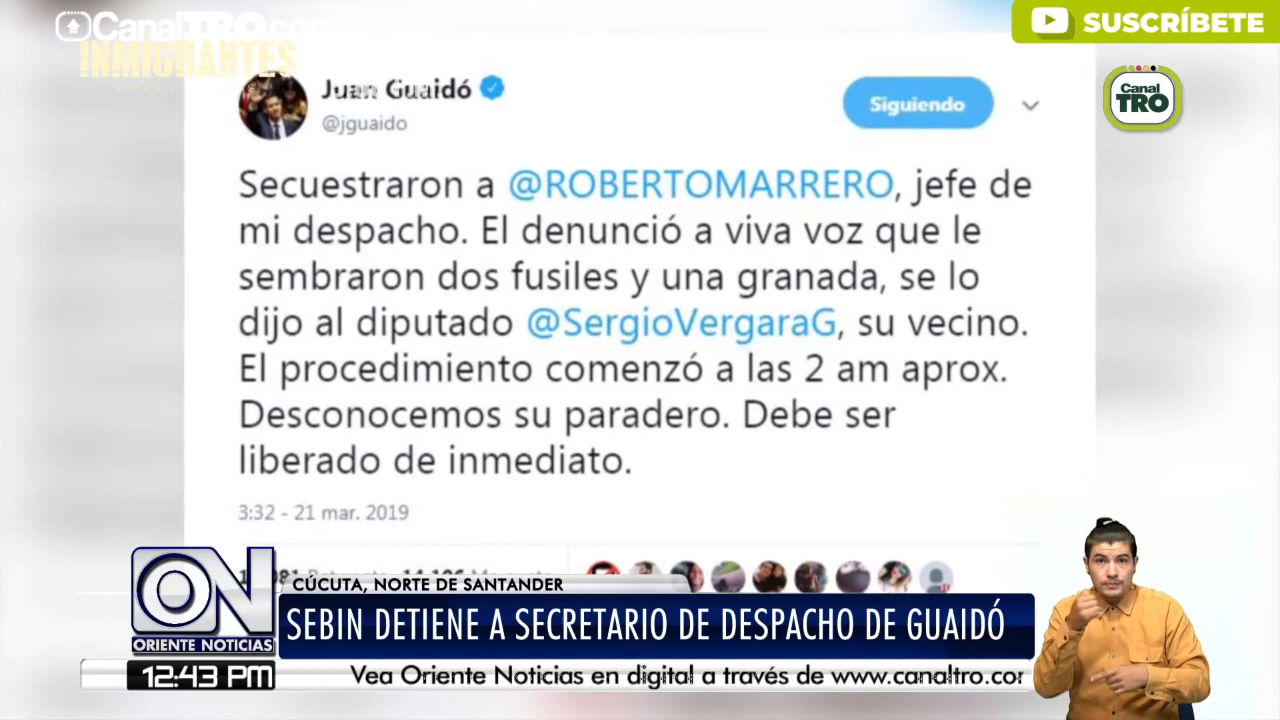 CanalTRO.com
INMIGRANTES
SUSCRÍBETE
Canal
TRO
Juan Guaidó
@jguaido
Siguiendo
Secuestraron a @ROBERTOMARRERO, jefe de
mi despacho. El denunció a viva voz que le
sembraron dos fusiles y una granada, se lo
dijo al diputado @SergioVergaraG, su vecino.
El procedimiento comenzó a las 2 am aprox.
Desconocemos su paradero. Debe ser
liberado de inmediato.
3:32 - 21 mar. 2019
CÚCUTA, NORTE DE SANTANDER
ON
SEBIN DETIENE A SECRETARIO DE DESPACHO DE GUAIDÓ
ORIENTE NOTICIAS
12:43 PM
Vea Oriente Noticias en digital a través de www.canaltro.cor